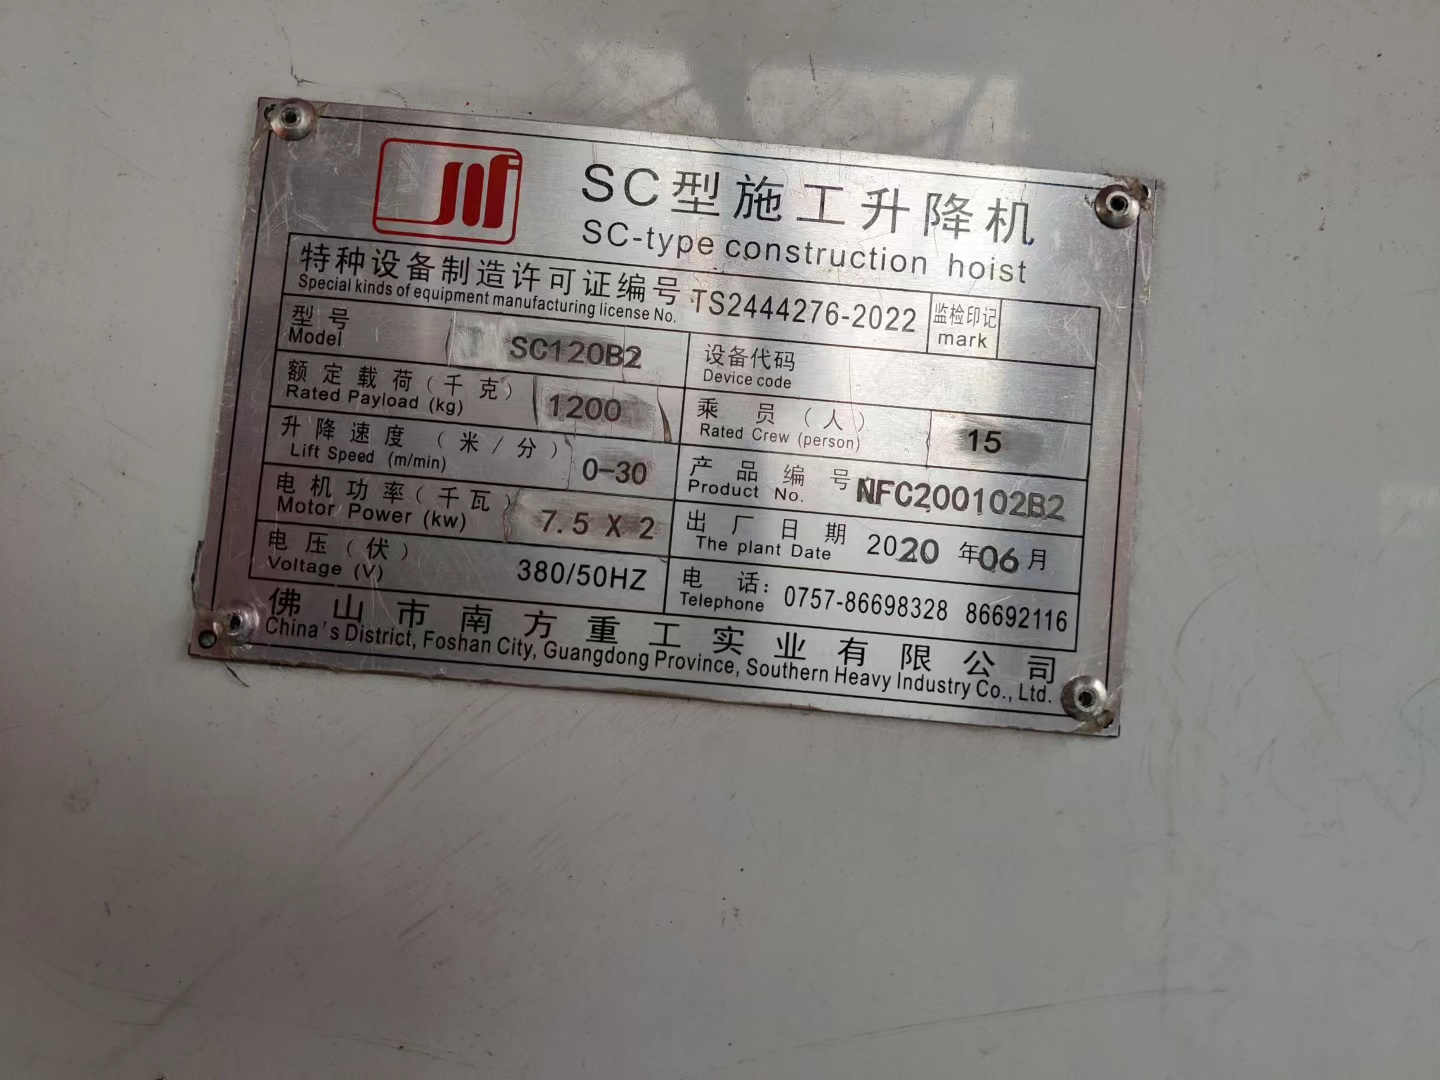 SC型施工升降机
SC-type construction hoist
特种设备制造许可证编号 TS2444276-2022 监检印记
Special kinds of equipment manufacturing license No. mark
型号 SC120B2 设备代码
Model Device code
额定载荷(千克) 1200 乘员(人) 15
Rated Payload (kg) Rated Crew (person)
升降速度(米/分) 0-30 产品编号 NFC200102B2
Lift Speed (m/min) Product No.
电机功率(千瓦) 7.5 X 2 出厂日期 2020年06月
Motor Power (kw) The plant Date
电压(伏) 380/50HZ 电话: 0757-86698328 86692116
Voltage (V) Telephone
佛山市南方重工实业有限公司
China's District, Foshan City, Guangdong Province, Southern Heavy Industry Co., Ltd.